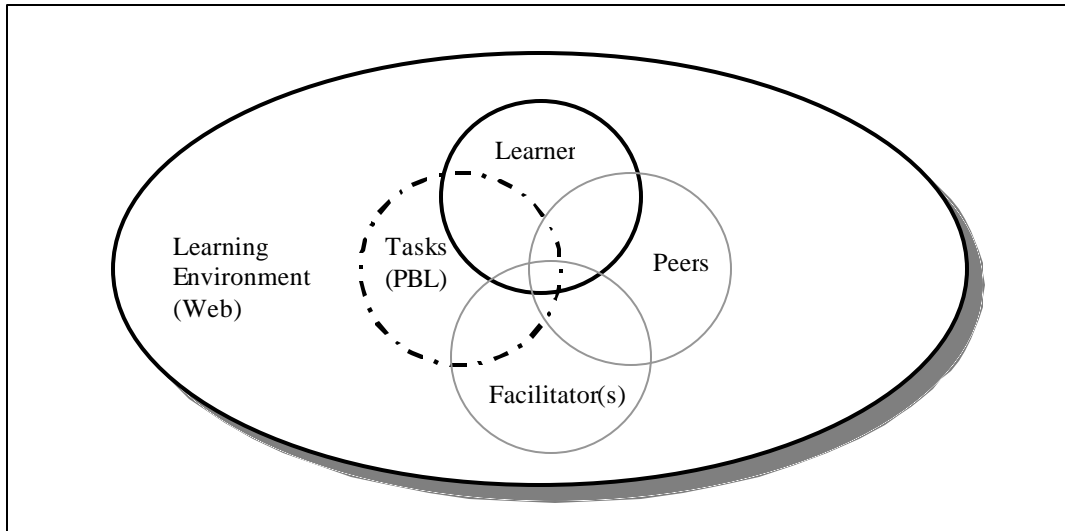 Learner
Learning
Environment
(Web)
Tasks
(PBL)
Peers
Facilitator(s)